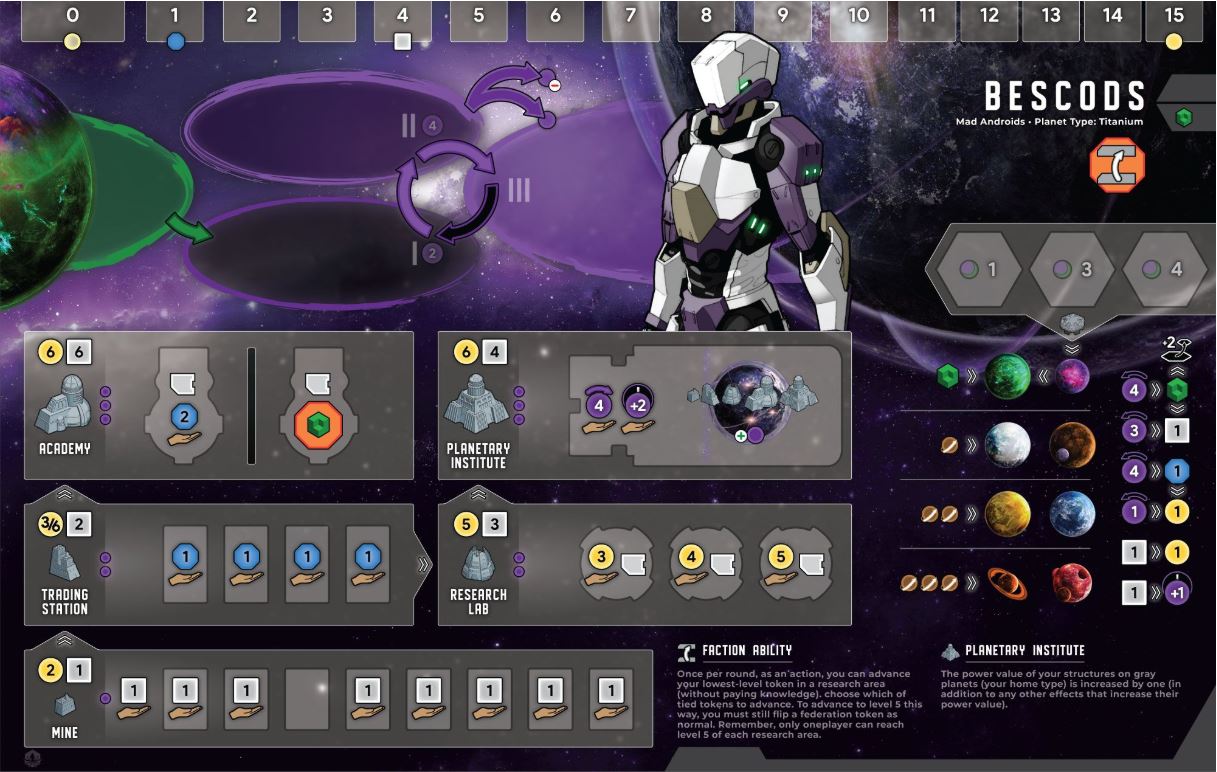 0 1 2 3 4 5 6 7 8 9 10 11 12 13 14 15
BESCODS
Mad Androids • Planet Type: Titanium
II 4
III
I 2
1 3 4
6 6
2
ACADEMY
6 4
4 +2
PLANETARY
INSTITUTE
+2
4
3 1
4 1
1 1
1 1
1 +1
3/6 2
1 1 1 1
TRADING
STATION
5 3
3 4 5
RESEARCH
LAB
2 1
1 1 1 1 1 1 1 1
MINE
FACTION ABILITY
Once per round, as an action, you can advance
your lowest-level token in a research area
(without paying knowledge). choose which of
tied tokens to advance. To advance to level 5 this
way, you must still flip a federation token as
normal. Remember, only oneplayer can reach
level 5 of each research area.
PLANETARY INSTITUTE
The power value of your structures on gray
planets (your home type) is increased by one (in
addition to any other effects that increase their
power value).